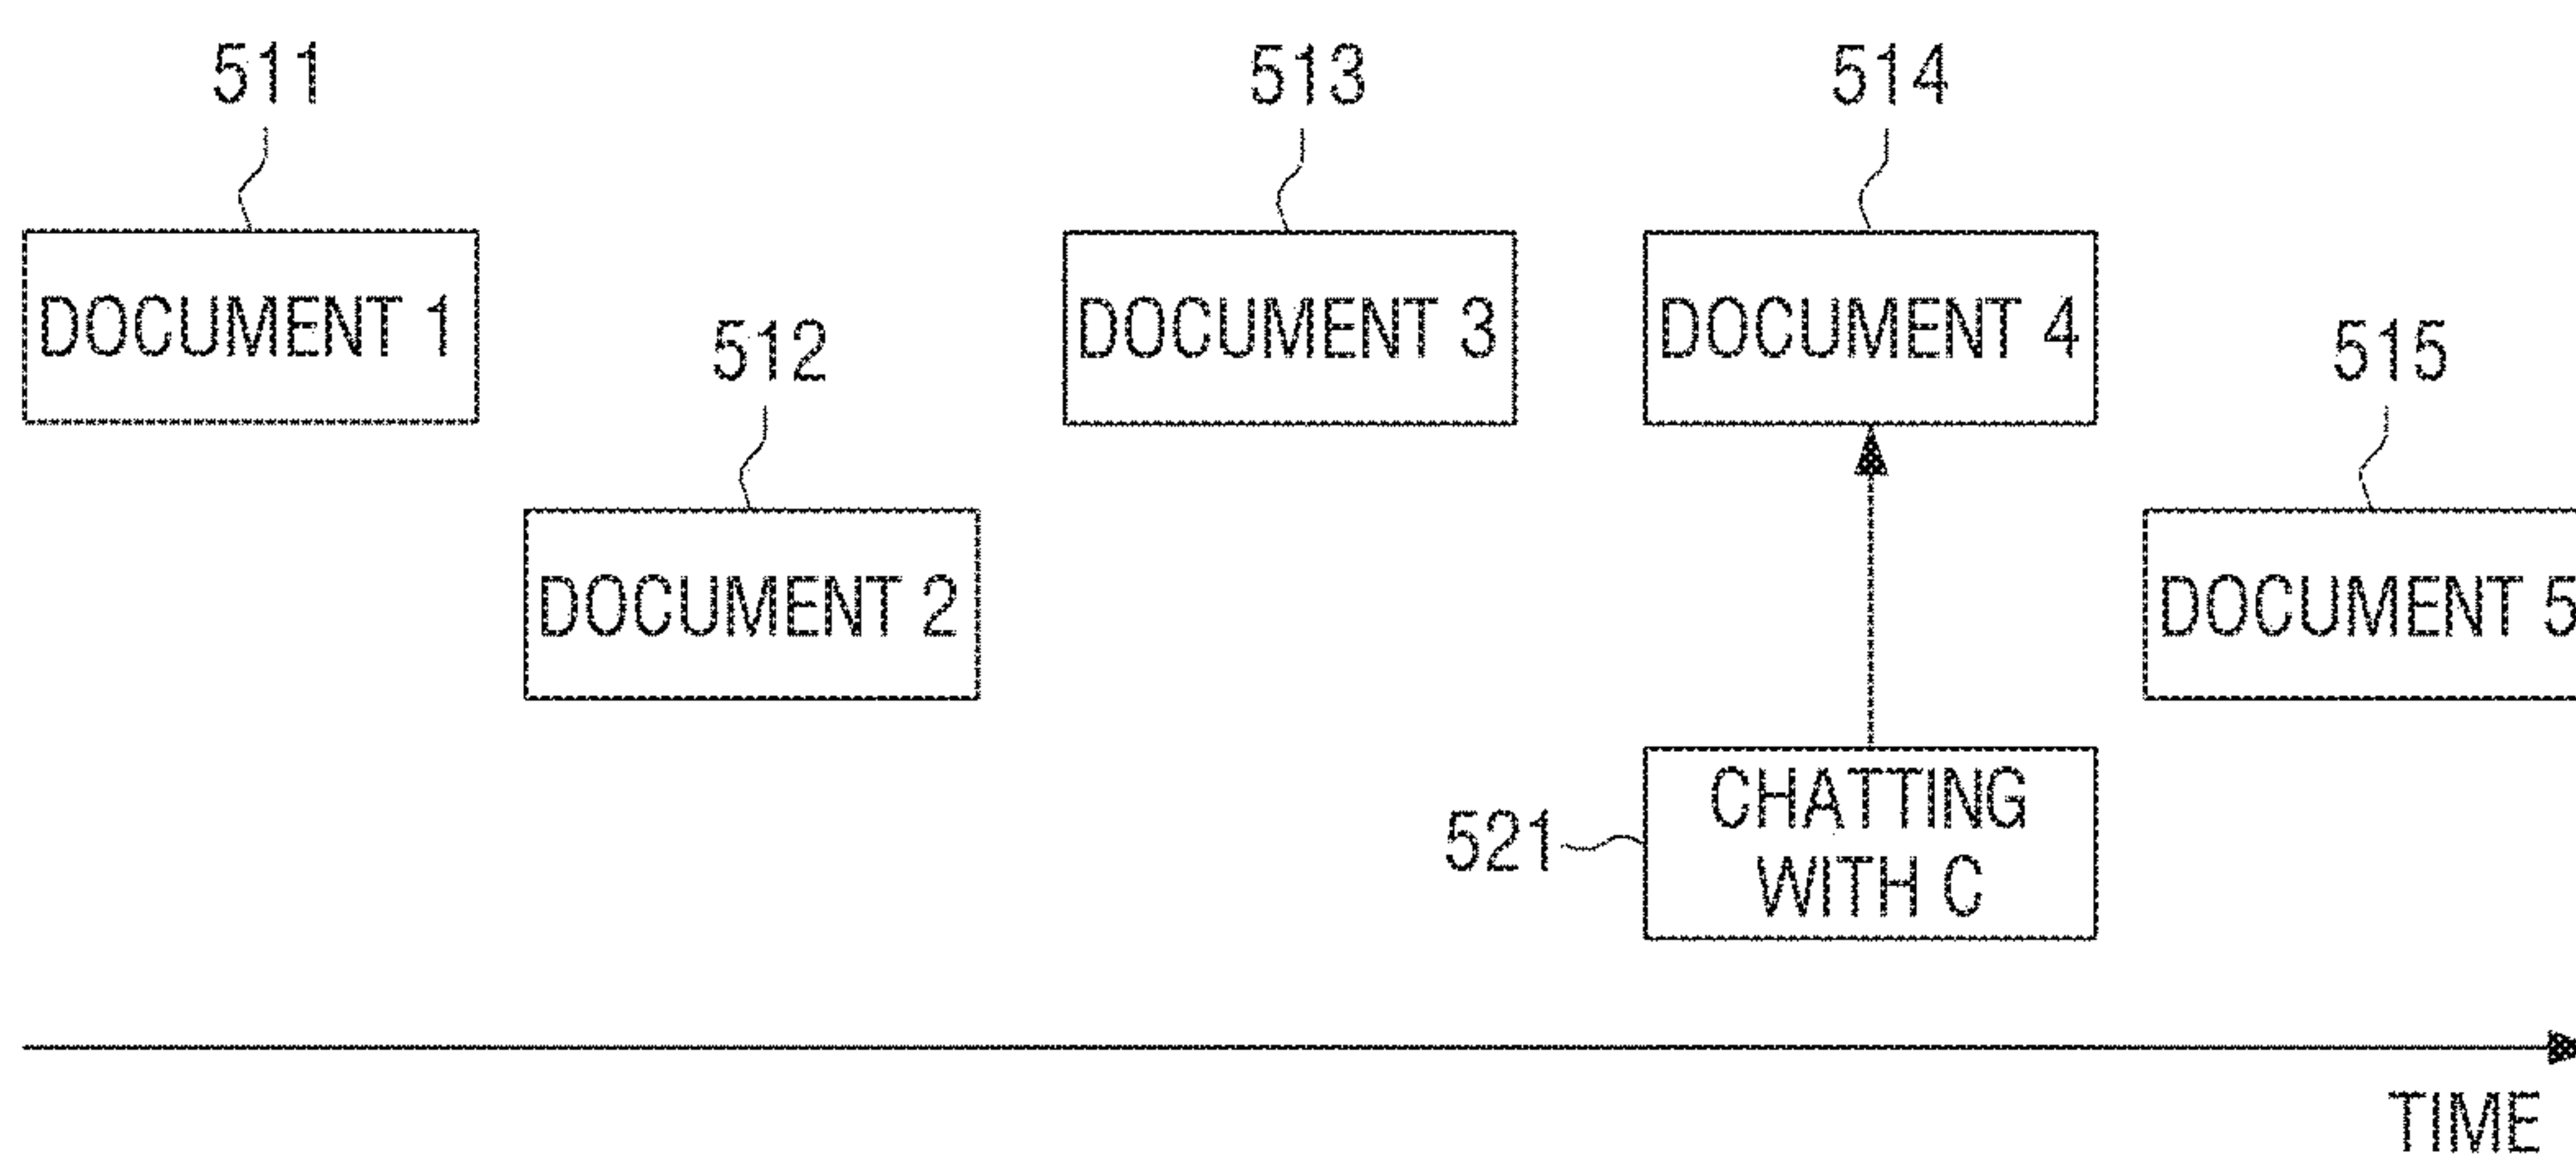 511
513
514
DOCUMENT 1
512
DOCUMENT 3
DOCUMENT 4
515
DOCUMENT 2
DOCUMENT 5
521
CHATTING
WITH C
TIME